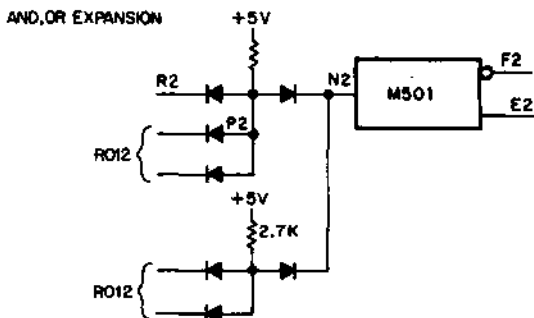 AND,OR EXPANSION
+5V
R2
N2
M501
F2
E2
P2
R012
+5V
2.7K
R012